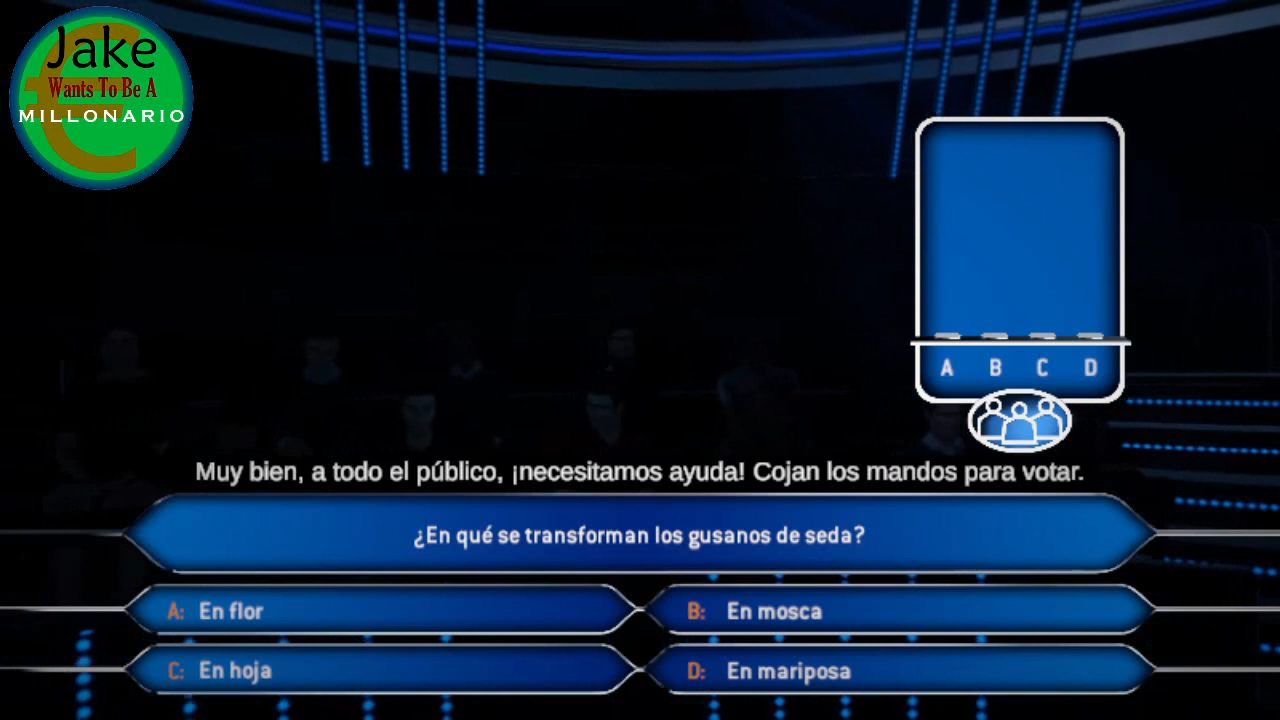 Jake
Wants To Be A
MILLONARIO
A B C D
Muy bien, a todo el público, ¡necesitamos ayuda! Cojan los mandos para votar.
¿En qué se transforman los gusanos de seda?
A: En flor
B: En mosca
C: En hoja
D: En mariposa